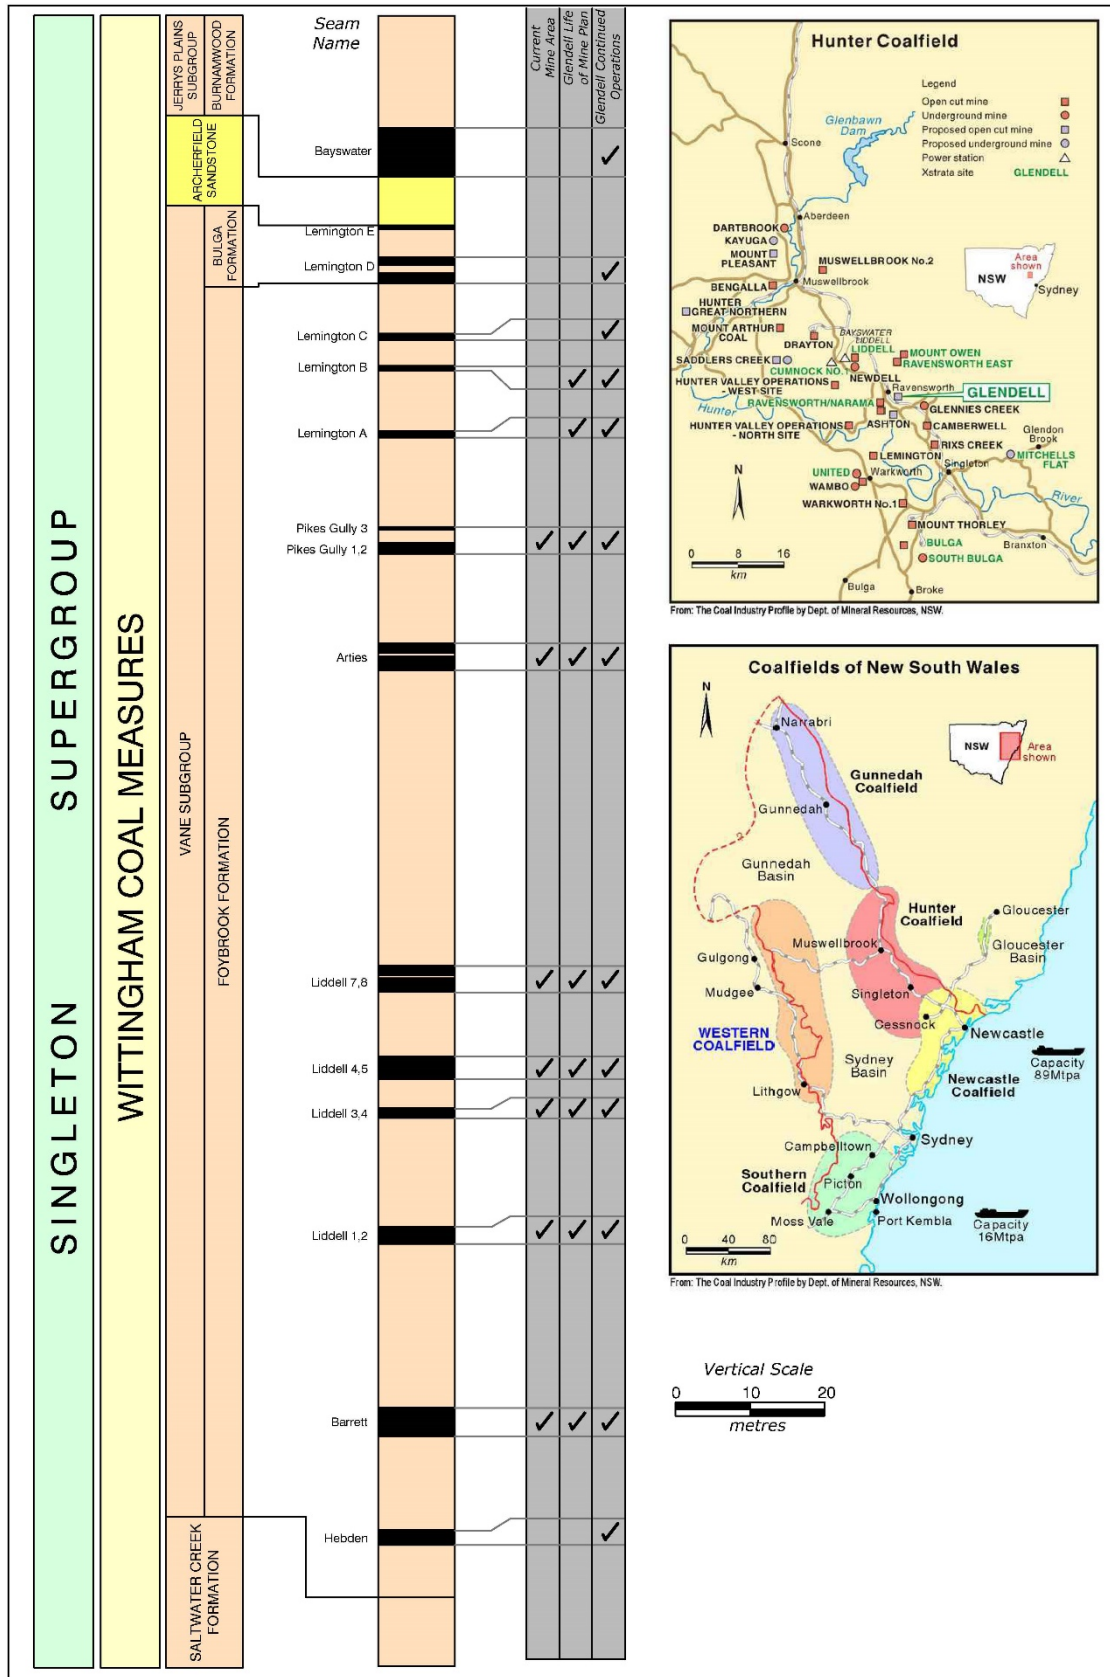 SINGLETON SUPERGROUP
WITTINGHAM COAL MEASURES
JERRYS PLAINS
SUBGROUP
BURNAMWOOD
FORMATION
ARCHERFIELD
SANDSTONE
VANE SUBGROUP
BULGA
FORMATION
FOYBROOK FORMATION
SALTWATER CREEK
FORMATION
Seam
Name
Current
Mine Area
Glendell Life
of Mine Plan
Glendell Continued
Operations
Bayswater
✓
Lemington E
Lemington D
✓
Lemington C
✓
Lemington B
✓ ✓
Lemington A
✓ ✓
Pikes Gully 3
Pikes Gully 1,2
✓ ✓ ✓
Arties
✓ ✓ ✓
Liddell 7,8
✓ ✓ ✓
Liddell 4,5
✓ ✓ ✓
Liddell 3,4
✓ ✓ ✓
Liddell 1,2
✓ ✓ ✓
Barrett
✓ ✓ ✓
Hebden
✓
Hunter Coalfield
Legend
Open cut mine
Underground mine
Proposed open cut mine
Proposed underground mine
Power station
Xstrata site GLENDELL
Glenbawn
Dam
Scone
Aberdeen
DARTBROOK
KAYUGA
MOUNT
PLEASANT
MUSWELLBROOK No.2
BENGALLA
Muswellbrook
Area
shown
NSW
Sydney
HUNTER
GREAT NORTHERN
MOUNT ARTHUR
COAL
DRAYTON
BAYSWATER
LIDDELL
LIDDELL
MOUNT OWEN
RAVENSWORTH EAST
SADDLERS CREEK
CUMNOCK NO.1
NEWDELL
HUNTER VALLEY OPERATIONS
- WEST SITE
Ravensworth
GLENDELL
RAVENSWORTH/NARAMA
Hunter
GLENNIES CREEK
ASHTON
CAMBERWELL
HUNTER VALLEY OPERATIONS
- NORTH SITE
Glendon
Brook
RIXS CREEK
LEMINGTON
MITCHELLS
FLAT
Singleton
N
UNITED
Warkworth
WAMBO
WARKWORTH No.1
River
MOUNT THORLEY
BULGA
Branxton
SOUTH BULGA
0 8 16
km
Bulga
Broke
From: The Coal Industry Profile by Dept. of Mineral Resources, NSW.
Coalfields of New South Wales
N
Narrabri
NSW
Area
shown
Gunnedah
Coalfield
Gunnedah
Gunnedah
Basin
Hunter
Coalfield
Gloucester
Gloucester
Basin
Muswellbrook
Gulgong
Mudgee
Singleton
Cessnock
Newcastle
WESTERN
COALFIELD
Sydney
Basin
Capacity
89Mtpa
Newcastle
Coalfield
Lithgow
Sydney
Campbelltown
Southern
Coalfield
Picton
Wollongong
Moss Vale
Port Kembla
Capacity
16Mtpa
0 40 80
km
From: The Coal Industry Profile by Dept. of Mineral Resources, NSW.
Vertical Scale
0 10 20
metres